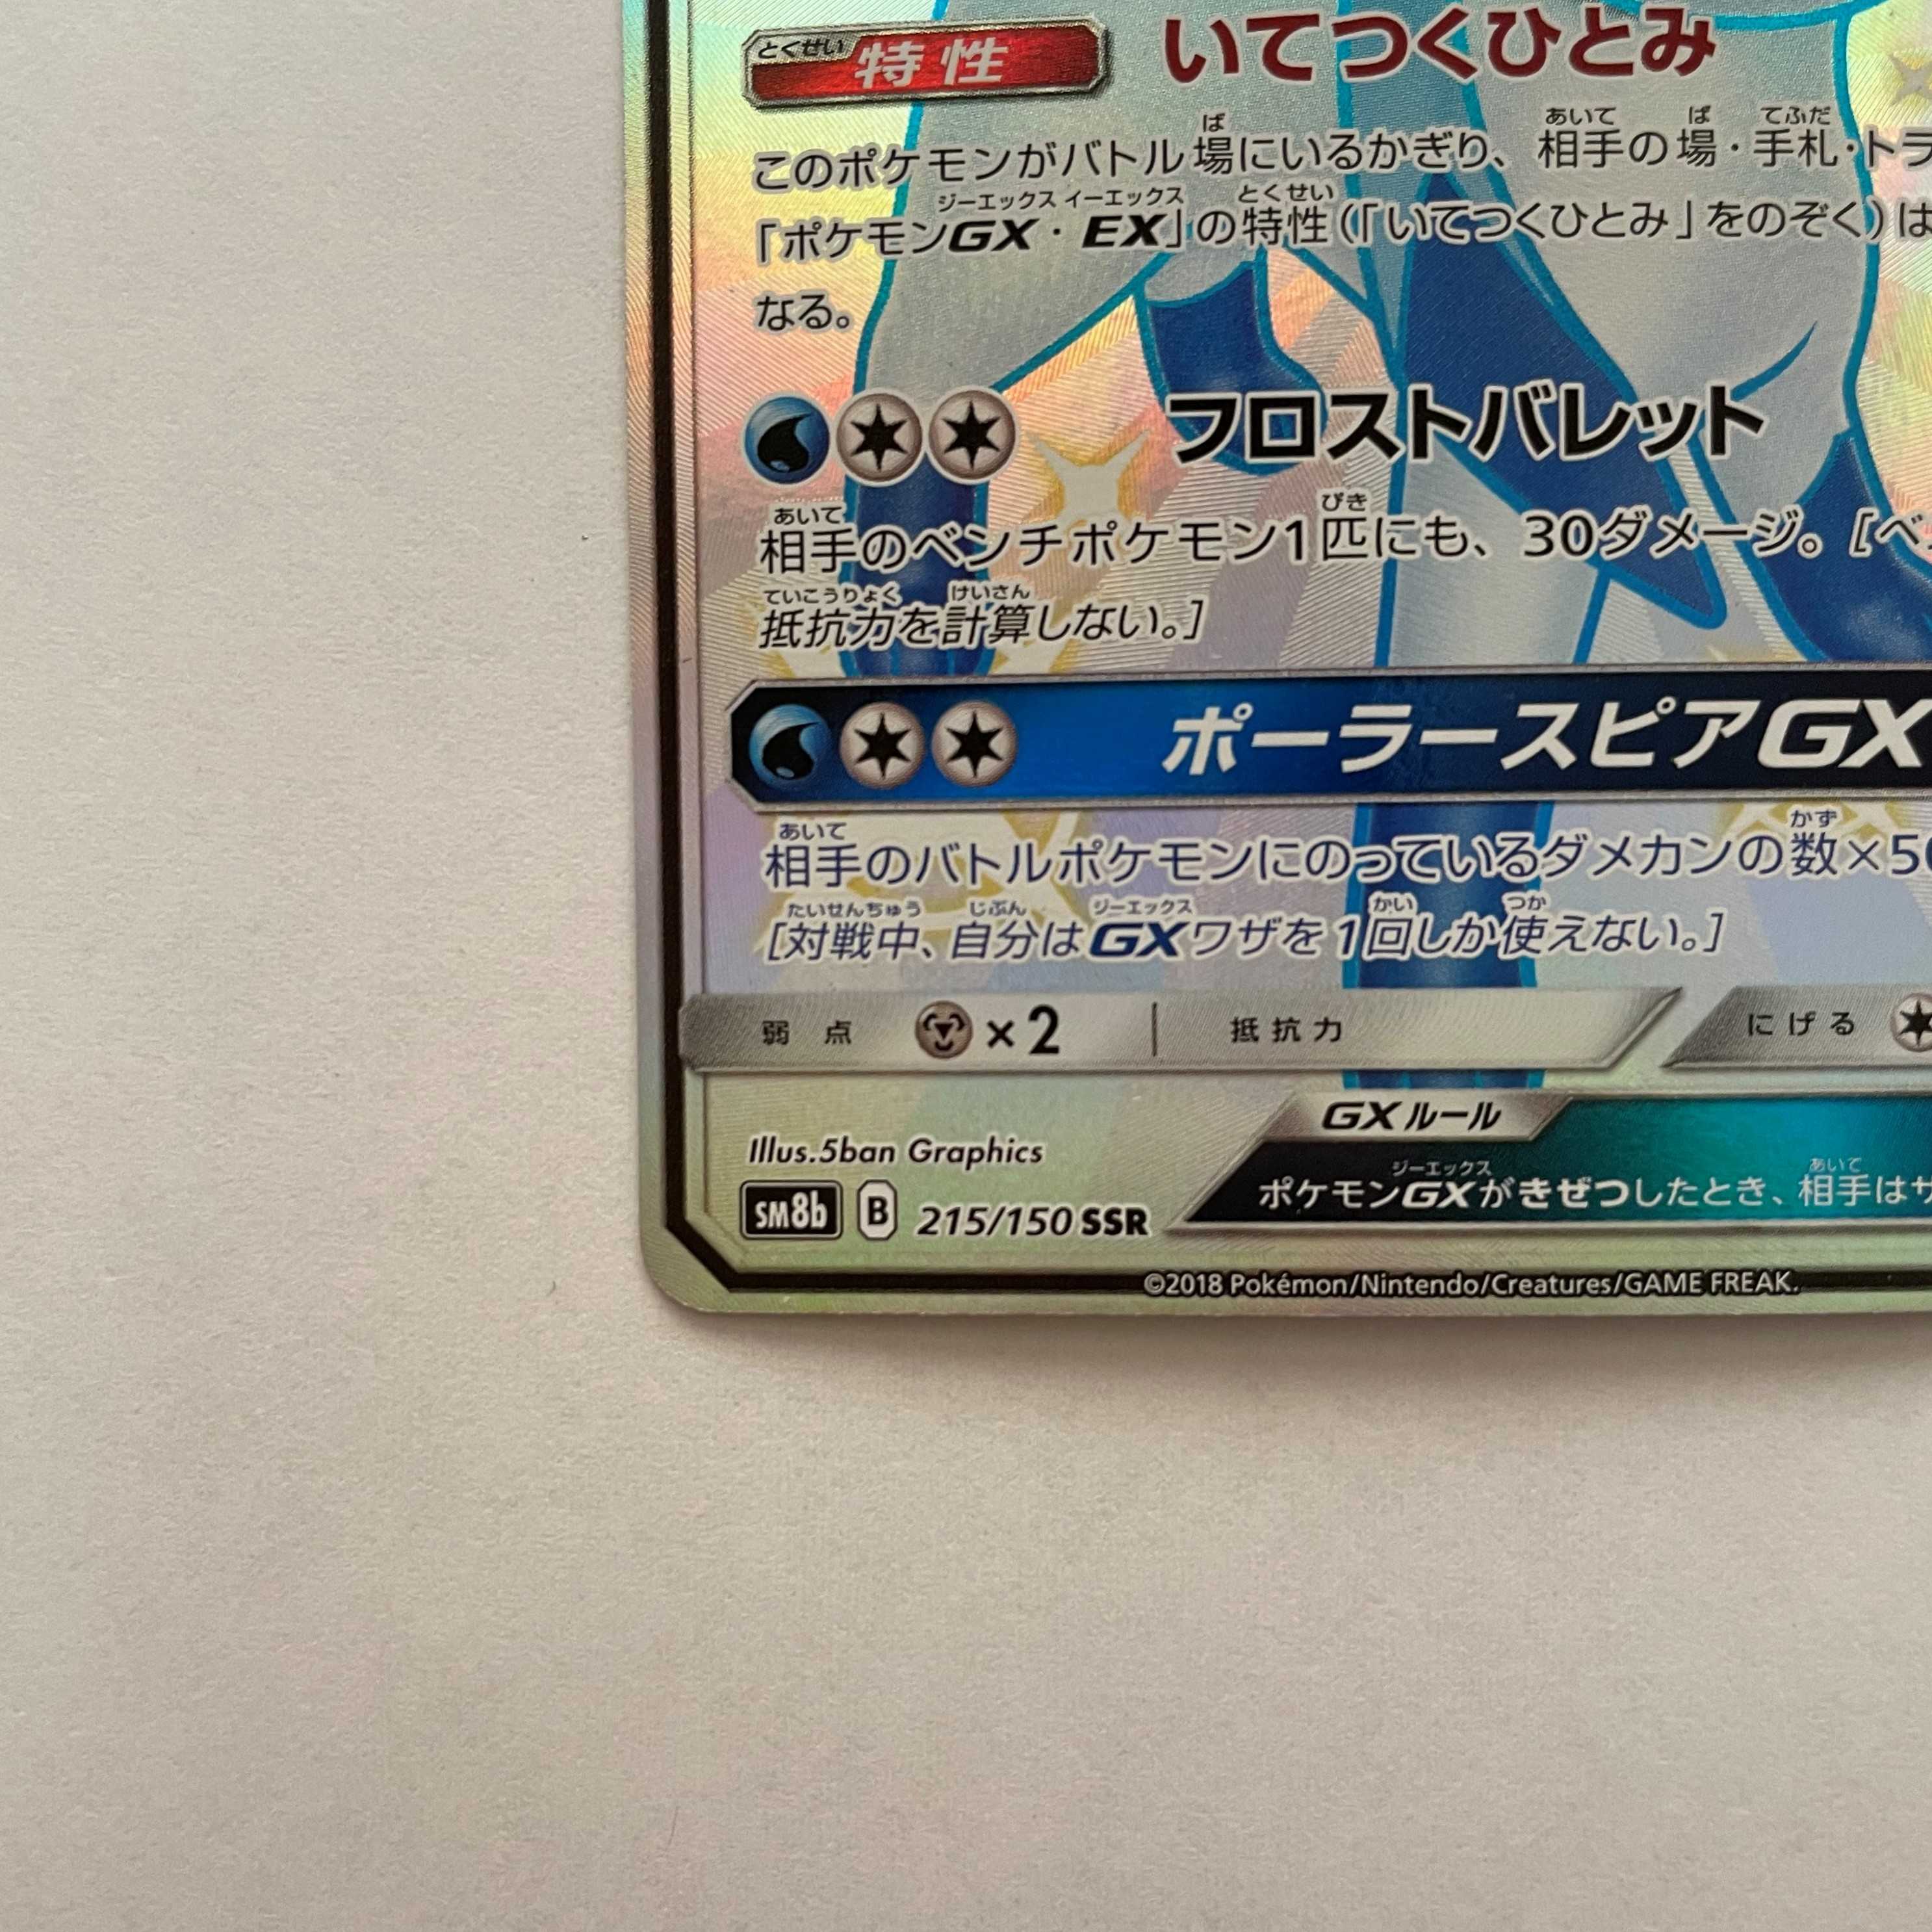 とくせい
特性 いてつくひとみ
ば あいて ば てふだ
このポケモンがバトル場にいるかぎり、相手の場・手札・トラ
ジーエックス イーエックス とくせい
「ポケモンGX・EX」の特性(「いてつくひとみ」をのぞく)は
なる。
フロストバレット
あいて びき
相手のベンチポケモン1匹にも、30ダメージ。[ベ
ていこうりょく けいさん
抵抗力を計算しない。]
ポーラースピアGX
あいて かず
相手のバトルポケモンにのっているダメカンの数×50
たいせんちゅう じぶん ジーエックス かい つか
[対戦中、自分はGXワザを1回しか使えない。]
弱点 ×2 抵抗力 にげる
GXルール
Illus.5ban Graphics
ジーエックス あいて
ポケモンGXがきぜつしたとき、相手はサ
SM8b B 215/150 SSR
©2018 Pokémon/Nintendo/Creatures/GAME FREAK.